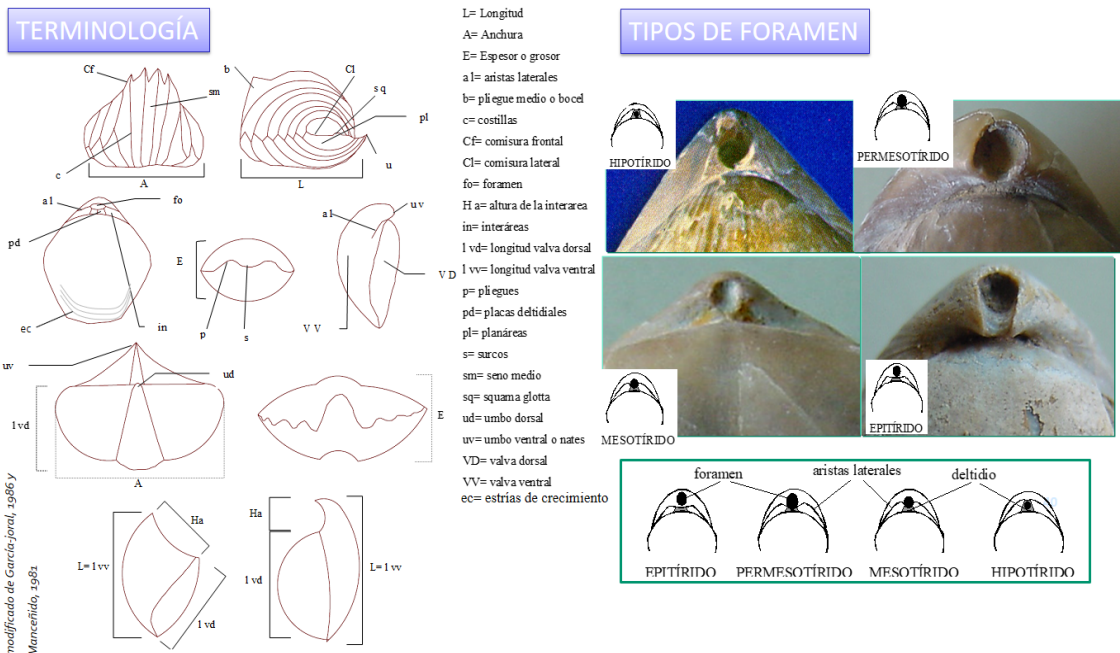 TERMINOLOGÍA
Cf
sm
c
A
b
Cl
s q
pl
u
L
a l
fo
pd
ec
in
E
p
s
a l
u v
V D
V V
uv
ud
l vd
A
E
Ha
L= l vv
l vd
Ha
l vd
L= l vv
modificado de García-joral, 1986 y
Manceñido, 1981
L= Longitud
A= Anchura
E= Espesor o grosor
a l= aristas laterales
b= pliegue medio o bocel
c= costillas
Cf= comisura frontal
Cl= comisura lateral
fo= foramen
H a= altura de la interarea
in= interáreas
l vd= longitud valva dorsal
l vv= longitud valva ventral
p= pliegues
pd= placas deltidiales
pl= planáreas
s= surcos
sm= seno medio
sq= squama glotta
ud= umbo dorsal
uv= umbo ventral o nates
VD= valva dorsal
VV= valva ventral
ec= estrías de crecimiento
TIPOS DE FORAMEN
HIPOTÍRIDO
PERMESOTÍRIDO
MESOTÍRIDO
EPITÍRIDO
foramen
aristas laterales
deltidio
EPITÍRIDO
PERMESOTÍRIDO
MESOTÍRIDO
HIPOTÍRIDO